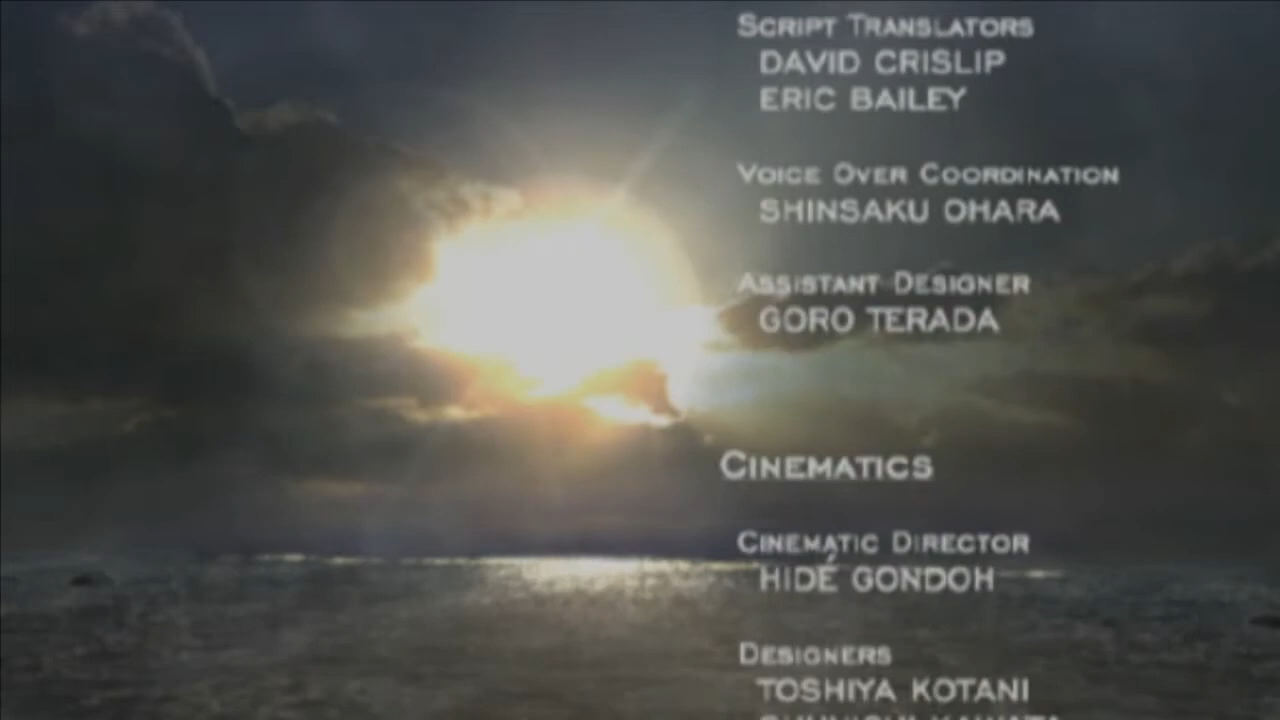 SCRIPT TRANSLATORS
DAVID CRISLIP
ERIC BAILEY
VOICE OVER COORDINATION
SHINSAKU OHARA
ASSISTANT DESIGNER
GORO TERADA
CINEMATICS
CINEMATIC DIRECTOR
HIDÉ GONDOH
DESIGNERS
TOSHIYA KOTANI